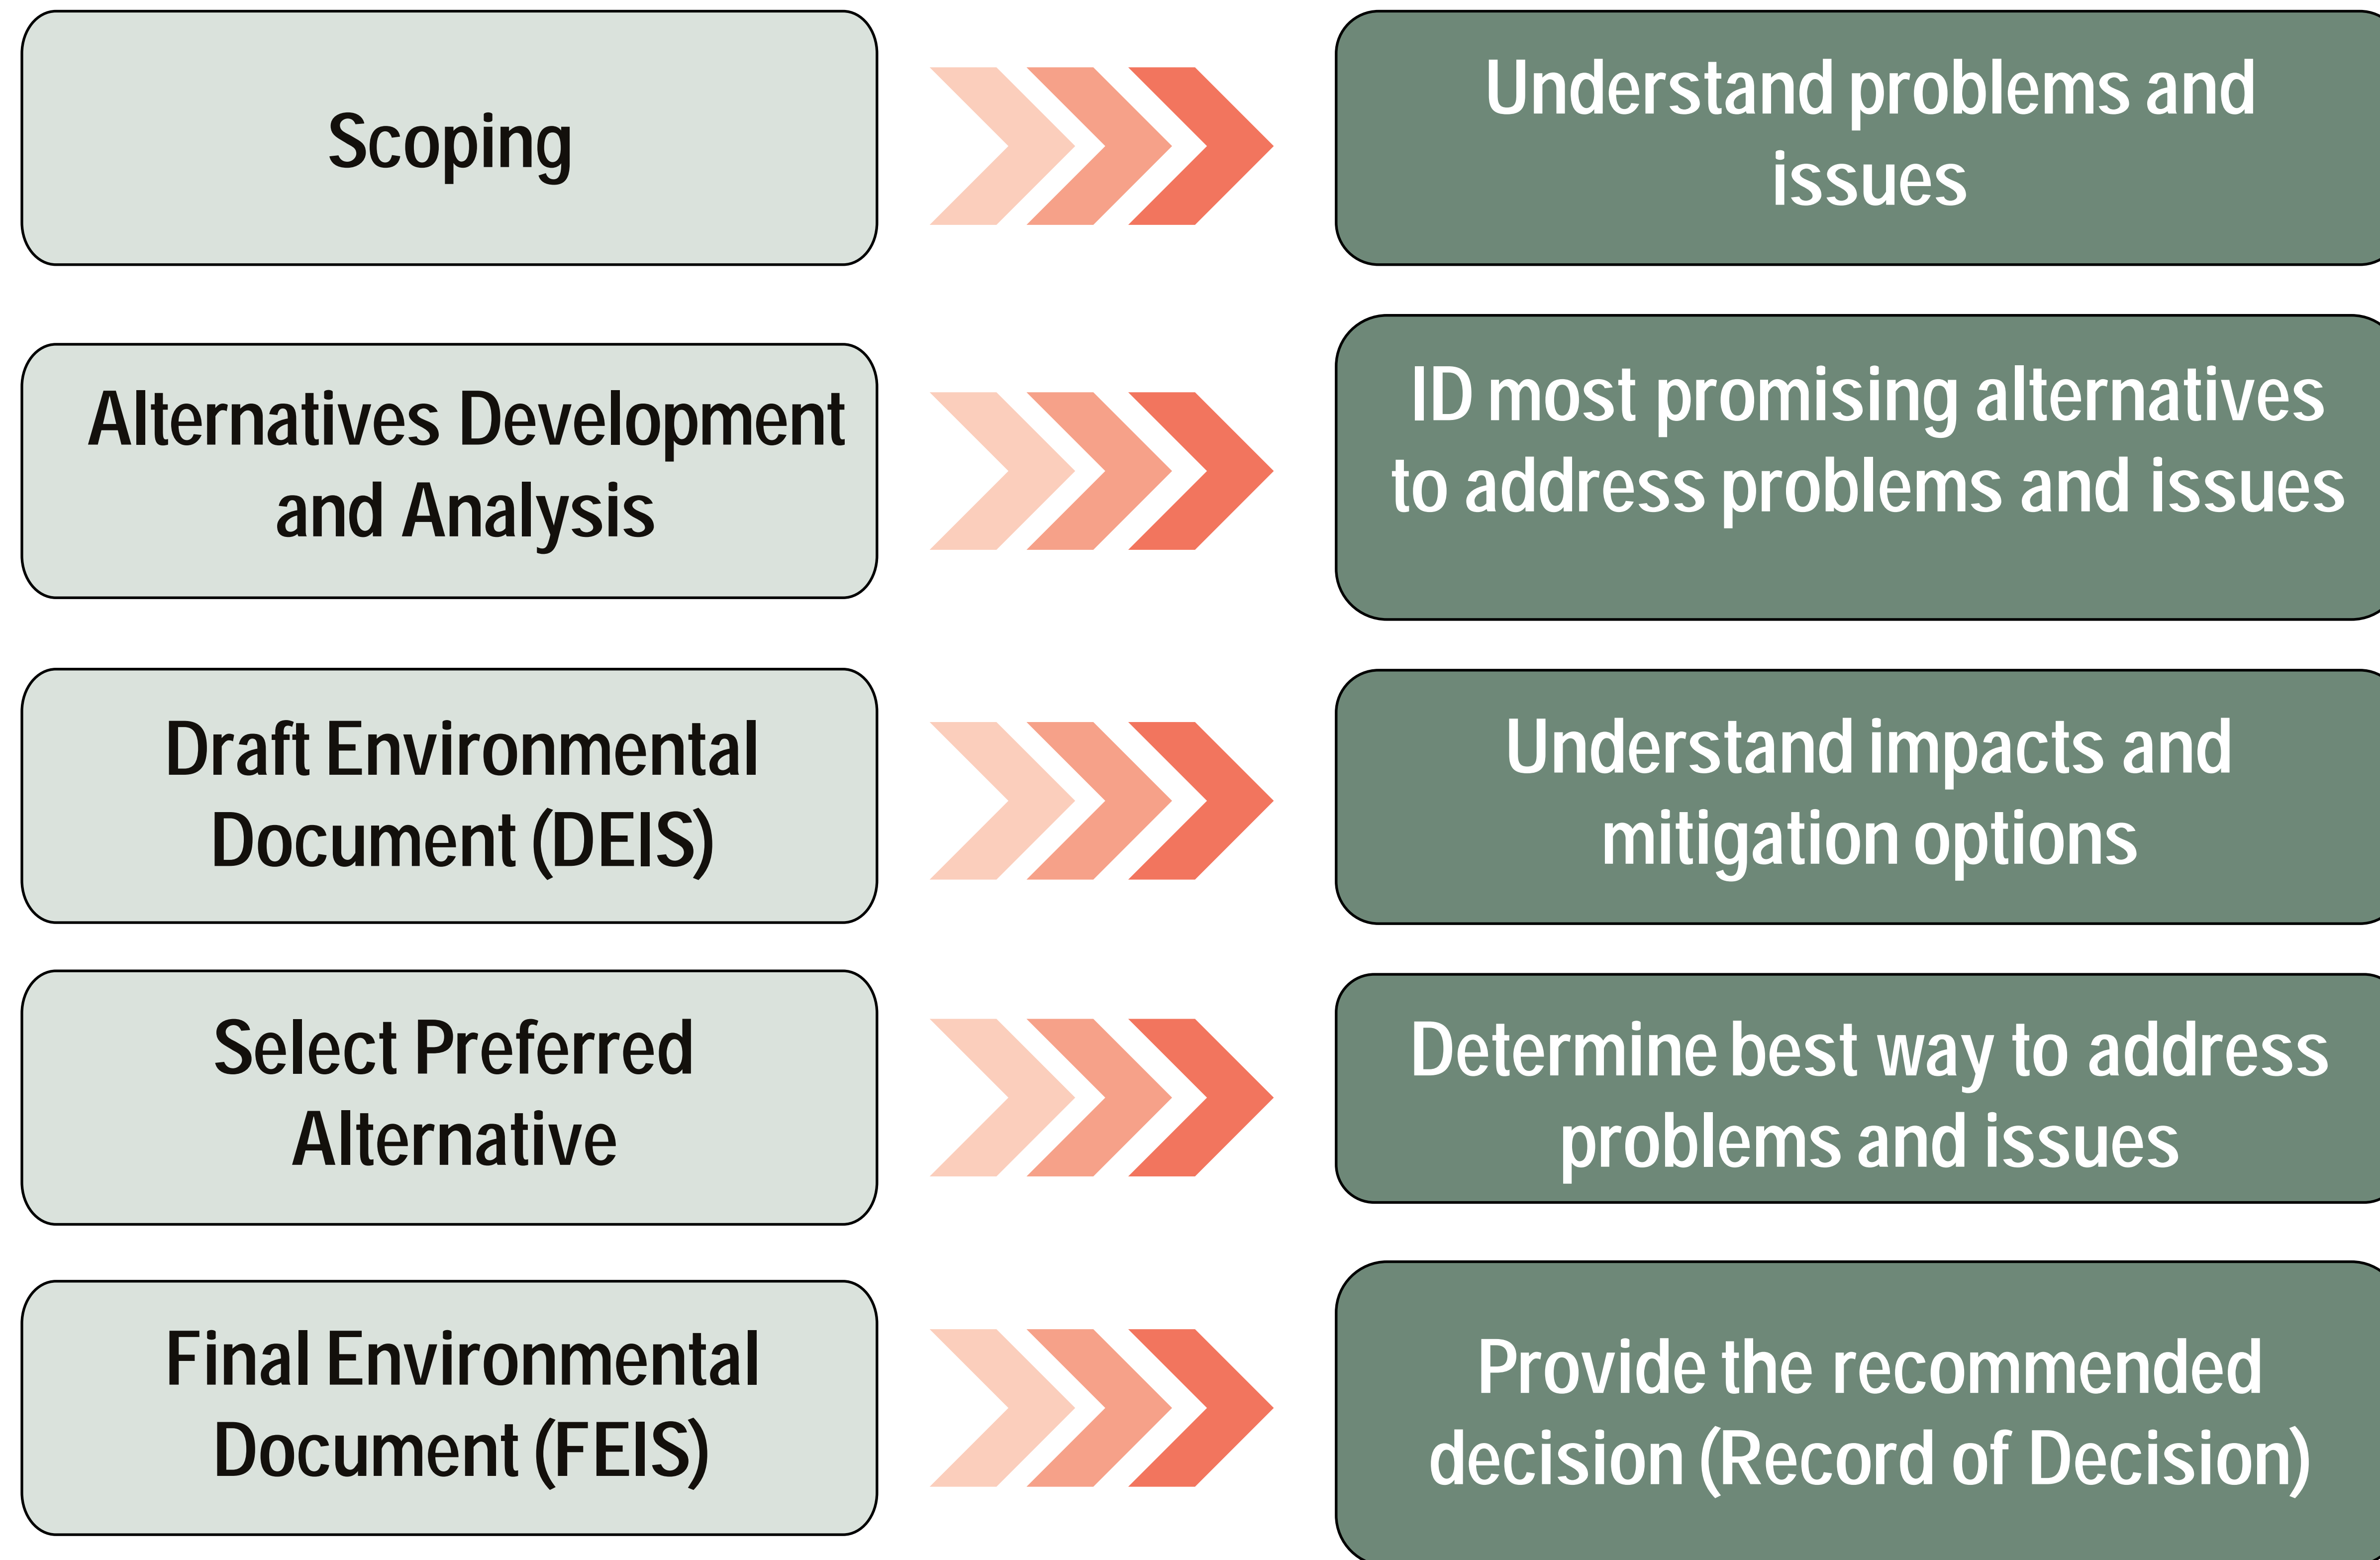 Scoping
Understand problems and
issues
Alternatives Development
and Analysis
ID most promising alternatives
to address problems and issues
Draft Environmental
Document (DEIS)
Understand impacts and
mitigation options
Select Preferred
Alternative
Determine best way to address
problems and issues
Final Environmental
Document (FEIS)
Provide the recommended
decision (Record of Decision)